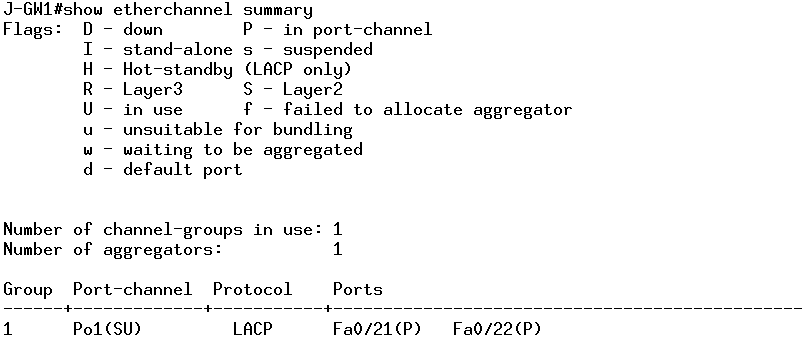 J-GW1#show etherchannel summary
Flags:  D - down        P - in port-channel
        I - stand-alone s - suspended
        H - Hot-standby (LACP only)
        R - Layer3      S - Layer2
        U - in use      f - failed to allocate aggregator
        u - unsuitable for bundling
        w - waiting to be aggregated
        d - default port
Number of channel-groups in use: 1
Number of aggregators:           1
Group  Port-channel  Protocol    Ports
------+-------------+-----------+-----------------------------------------------
1      Po1(SU)         LACP      Fa0/21(P)   Fa0/22(P)